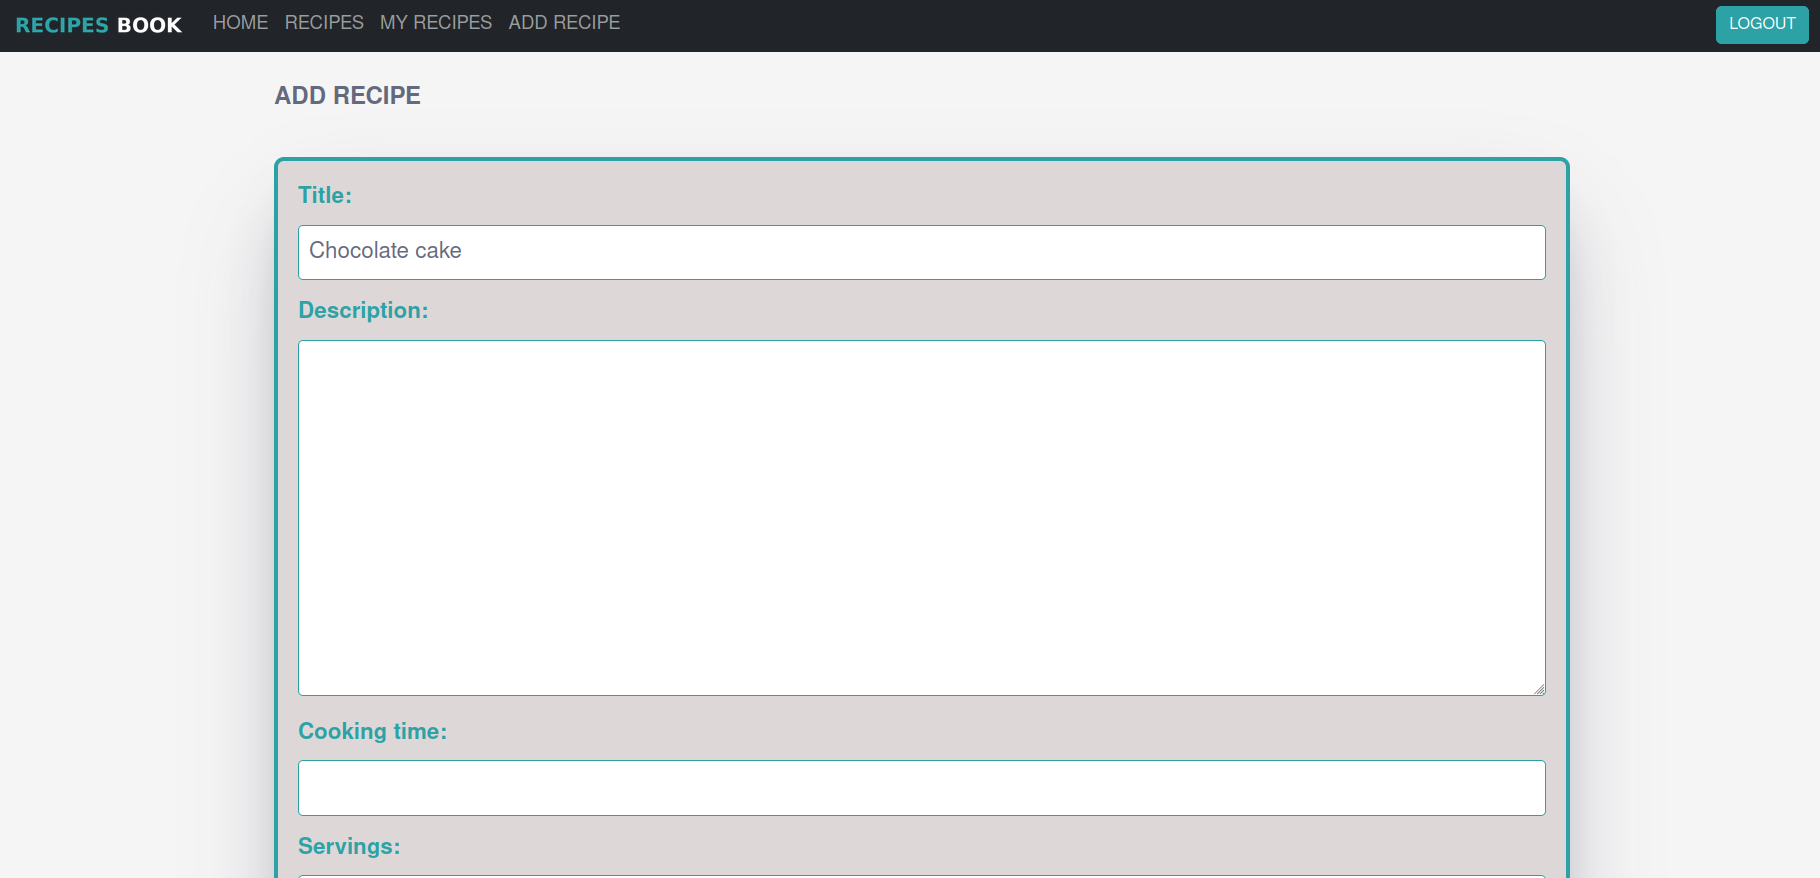 RECIPES BOOK HOME RECIPES MY RECIPES ADD RECIPE LOGOUT
ADD RECIPE
Title:
Chocolate cake
Description:
Cooking time:
Servings: